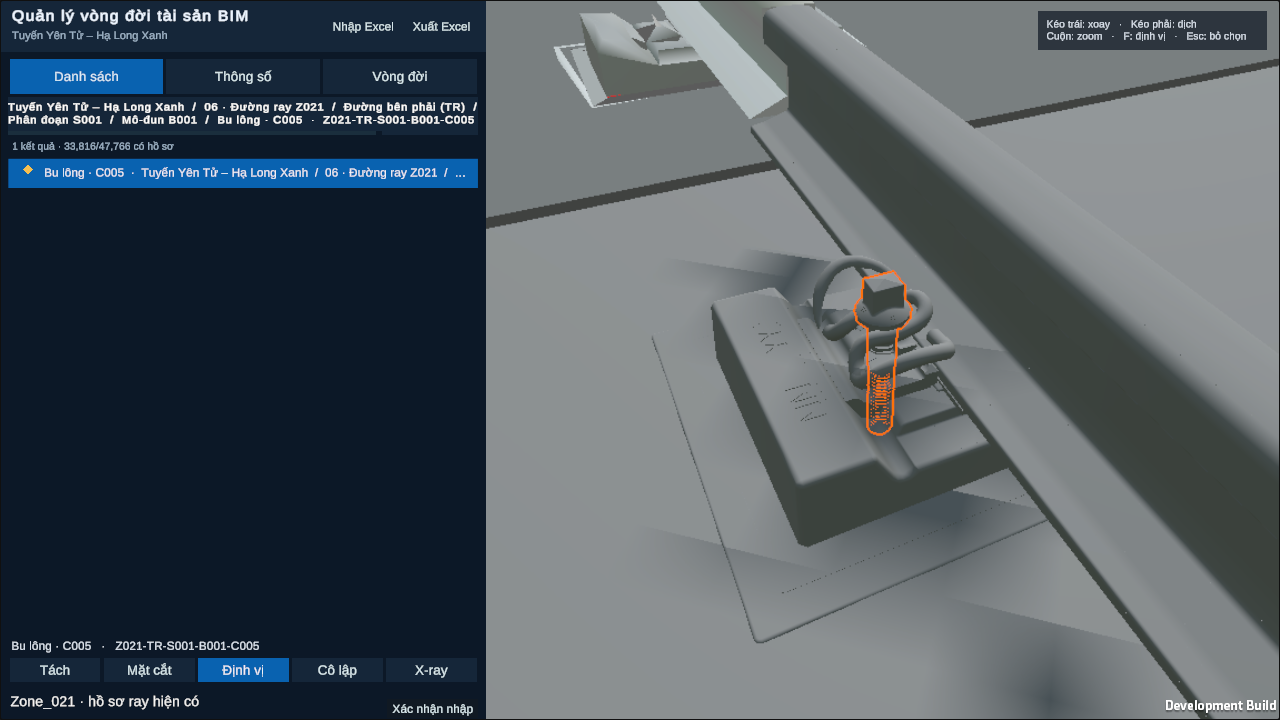 Quản lý vòng đời tài sản BIM
Tuyến Yên Tử – Hạ Long Xanh
Nhập Excel
Xuất Excel
Danh sách
Thông số
Vòng đời
Tuyến Yên Tử – Hạ Long Xanh / 06 · Đường ray Z021 / Đường bên phải (TR) /
Phân đoạn S001 / Mô-đun B001 / Bu lông · C005 · Z021-TR-S001-B001-C005
1 kết quả · 33,816/47,766 có hồ sơ
Bu lông · C005 · Tuyến Yên Tử – Hạ Long Xanh / 06 · Đường ray Z021 / ...
Bu lông · C005 · Z021-TR-S001-B001-C005
Tách
Mặt cắt
Định vị
Cô lập
X-ray
Zone_021 · hồ sơ ray hiện có
Xác nhận nhập
Kéo trái: xoay · Kéo phải: dịch
Cuộn: zoom · F: định vị · Esc: bỏ chọn
Development Build